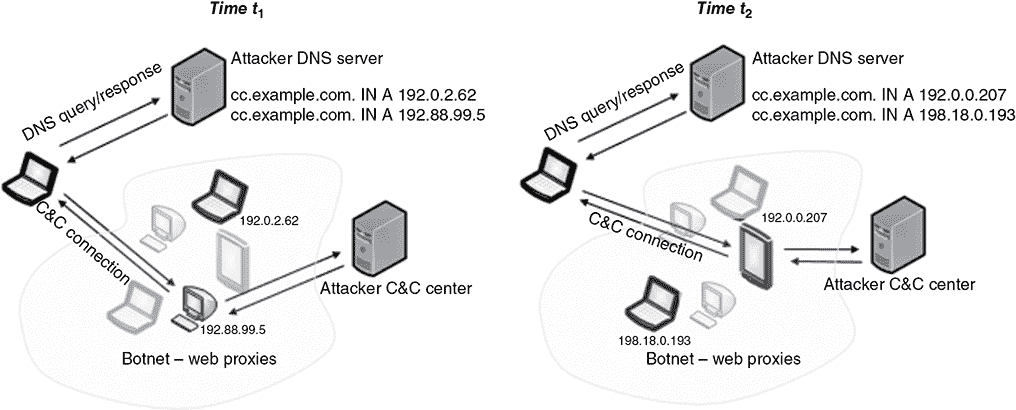 Time t1
Attacker DNS server
DNS query/response
cc.example.com. IN A 192.0.2.62
cc.example.com. IN A 192.88.99.5
192.0.2.62
C&C connection
Attacker C&C center
192.88.99.5
Botnet – web proxies
Time t2
Attacker DNS server
DNS query/response
cc.example.com. IN A 192.0.0.207
cc.example.com. IN A 198.18.0.193
192.0.0.207
C&C connection
Attacker C&C center
198.18.0.193
Botnet – web proxies